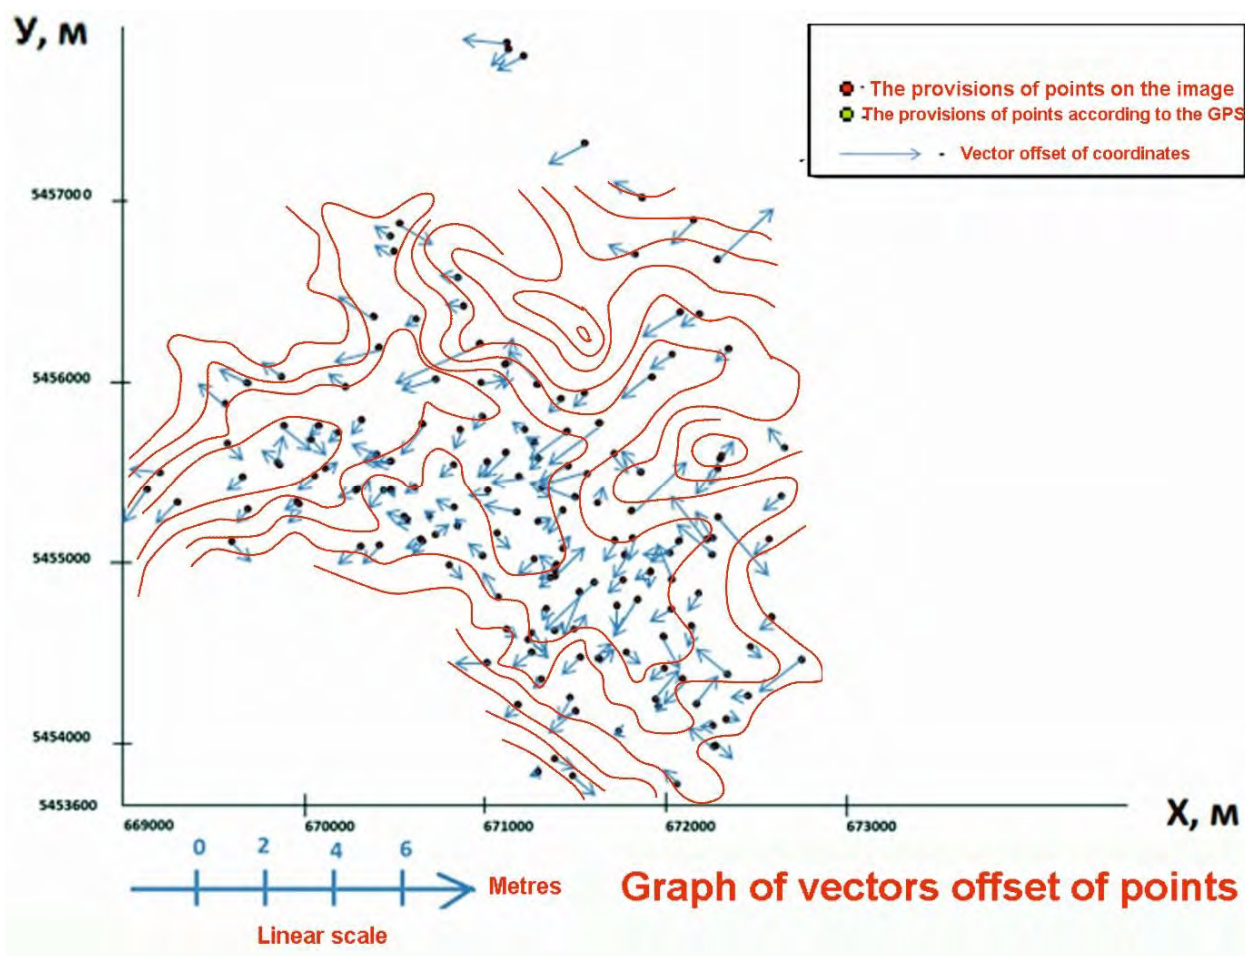 У, м
· The provisions of points on the image
· The provisions of points according to the GPS
- Vector offset of coordinates
5457000
5456000
5455000
5454000
5453600
669000 670000 671000 672000 673000
Х, м
0 2 4 6
Metres
Graph of vectors offset of points
Linear scale